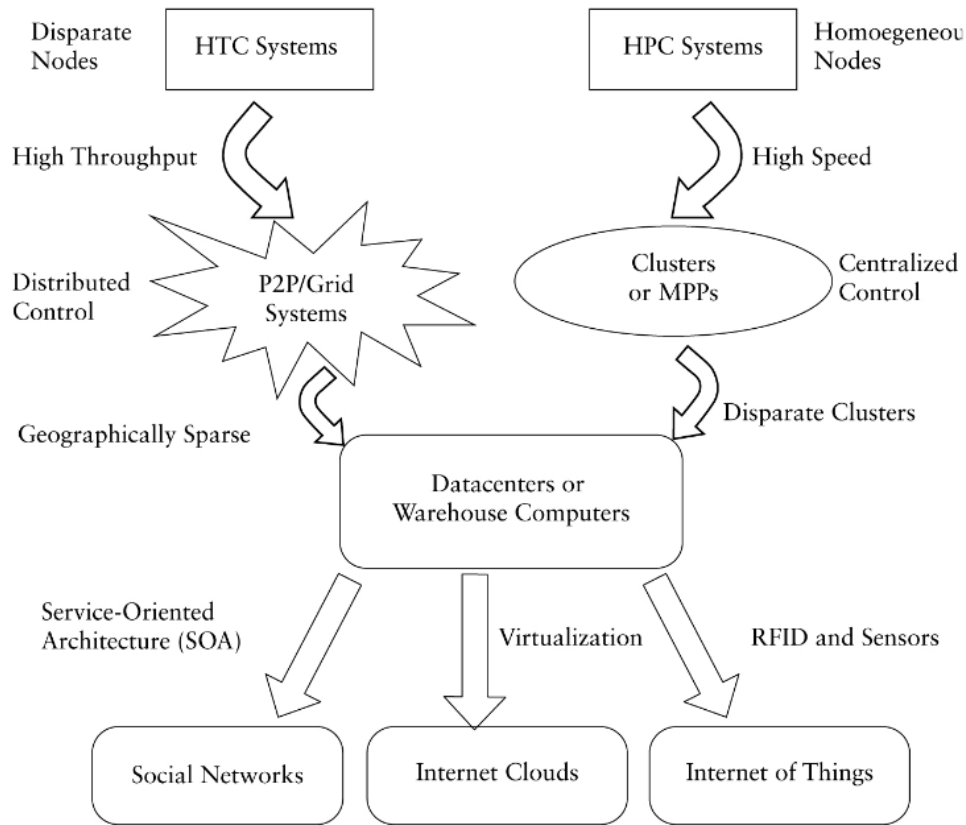 Disparate
Nodes
HTC Systems
HPC Systems
Homoegeneou
Nodes
High Throughput
High Speed
Distributed
Control
P2P/Grid
Systems
Clusters
or MPPs
Centralized
Control
Geographically Sparse
Disparate Clusters
Datacenters or
Warehouse Computers
Service-Oriented
Architecture (SOA)
Virtualization
RFID and Sensors
Social Networks
Internet Clouds
Internet of Things